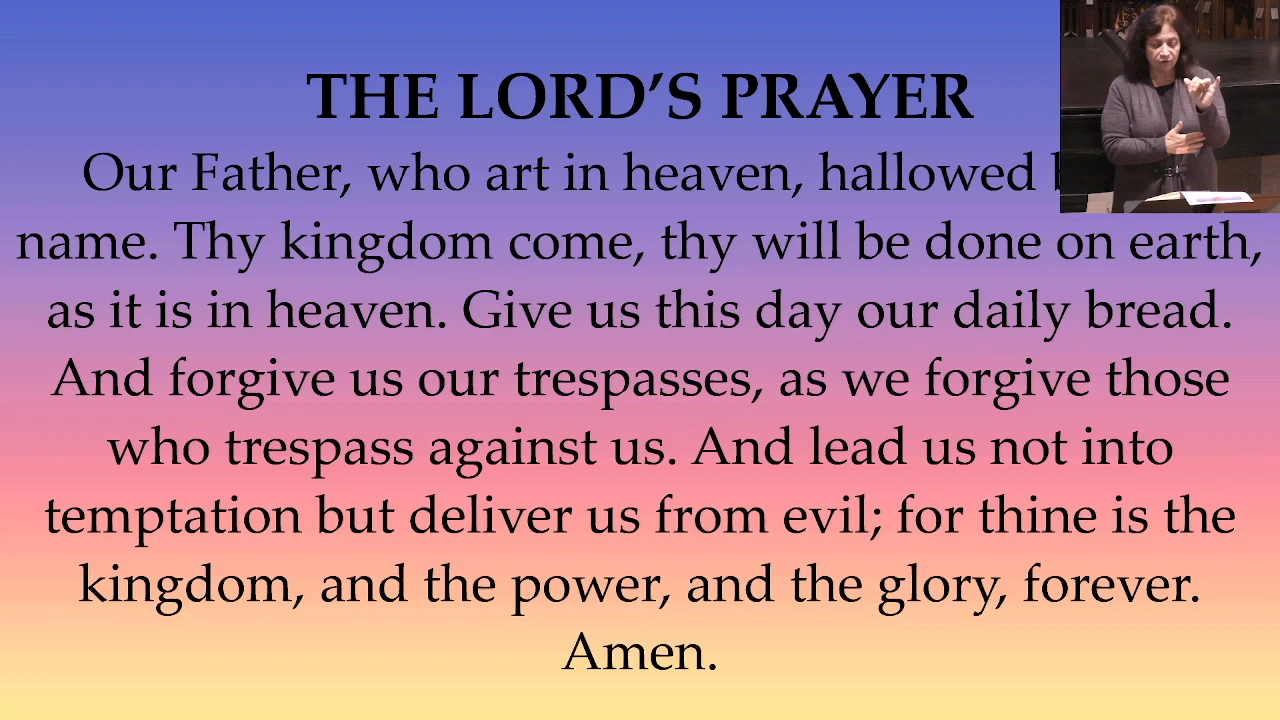 THE LORD’S PRAYER
Our Father, who art in heaven, hallowed
name. Thy kingdom come, thy will be done on earth,
as it is in heaven. Give us this day our daily bread.
And forgive us our trespasses, as we forgive those
who trespass against us. And lead us not into
temptation but deliver us from evil; for thine is the
kingdom, and the power, and the glory, forever.
Amen.